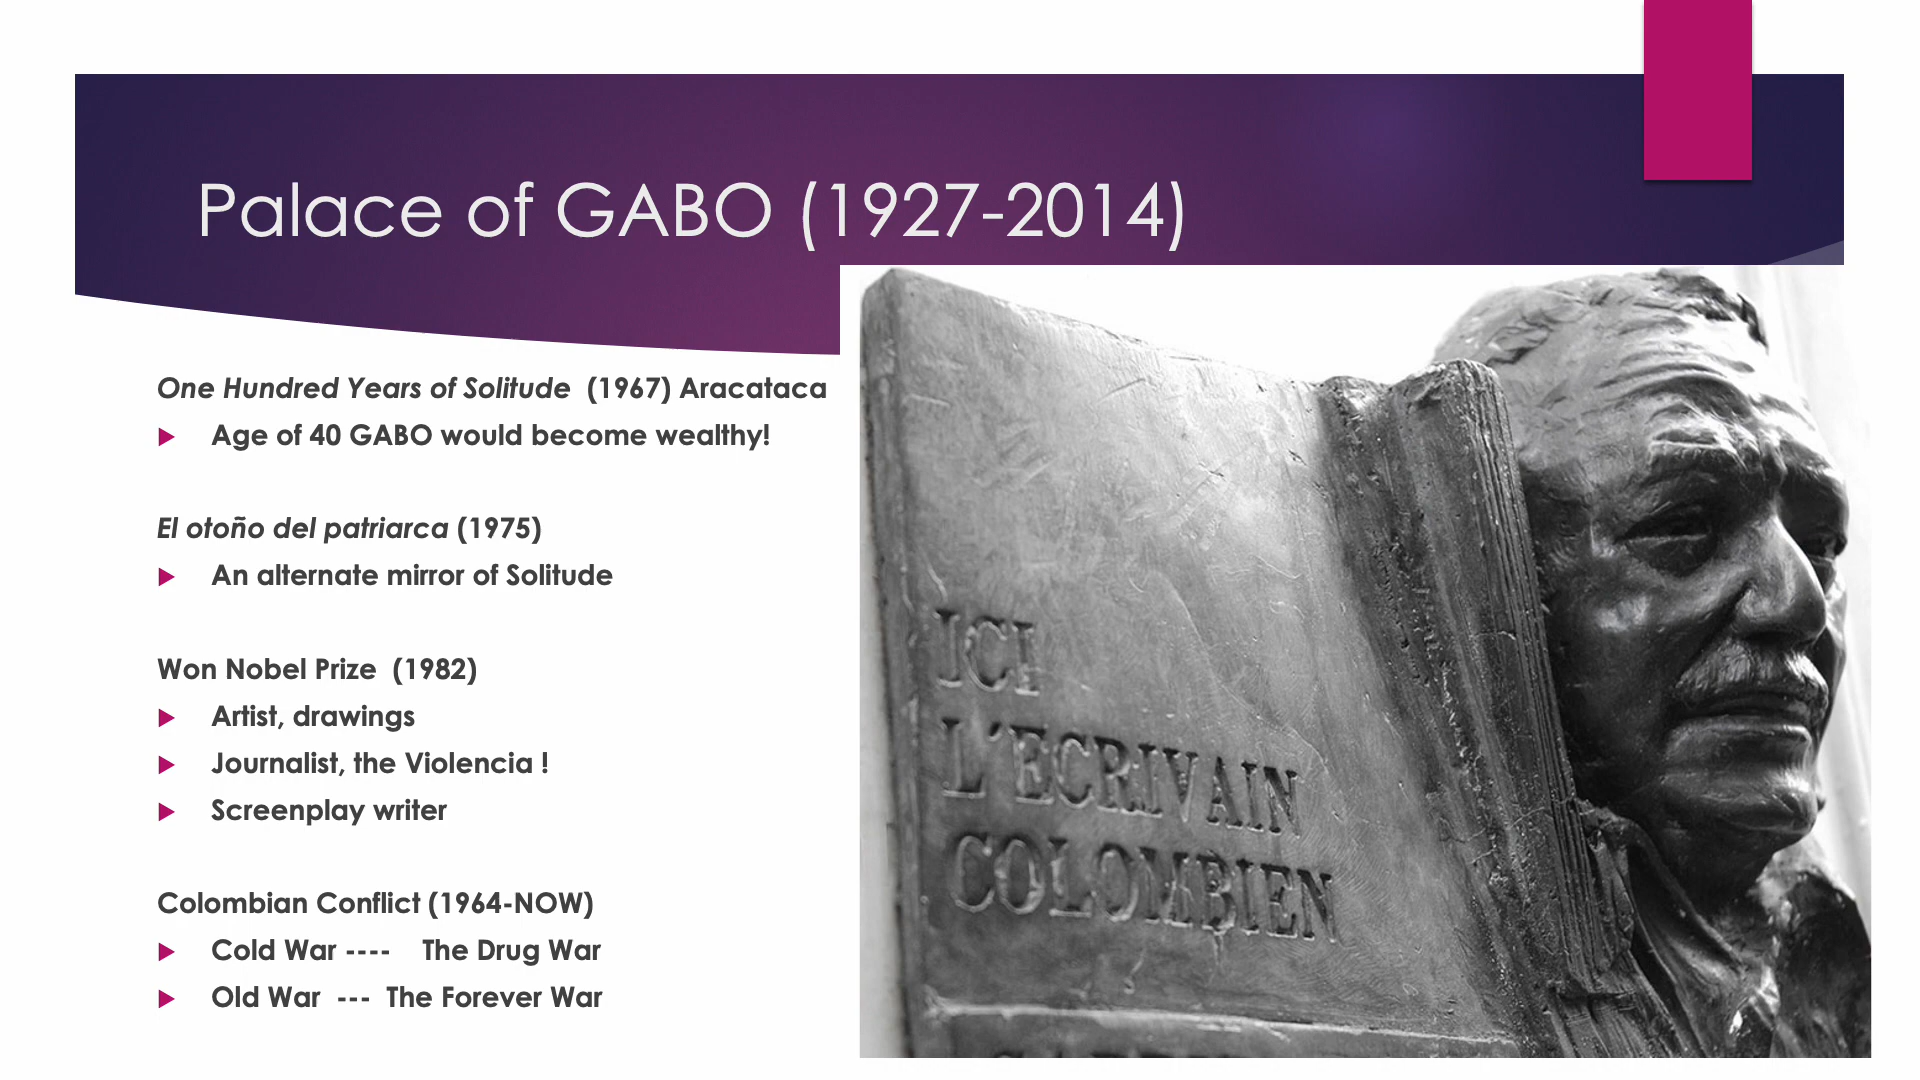 Palace of GABO (1927-2014)
One Hundred Years of Solitude (1967) Aracataca
Age of 40 GABO would become wealthy!
El otoño del patriarca (1975)
An alternate mirror of Solitude
Won Nobel Prize (1982)
Artist, drawings
Journalist, the Violencia !
Screenplay writer
Colombian Conflict (1964-NOW)
Cold War ---- The Drug War
Old War --- The Forever War
ICI
L'ECRIVAIN
COLOMBIEN